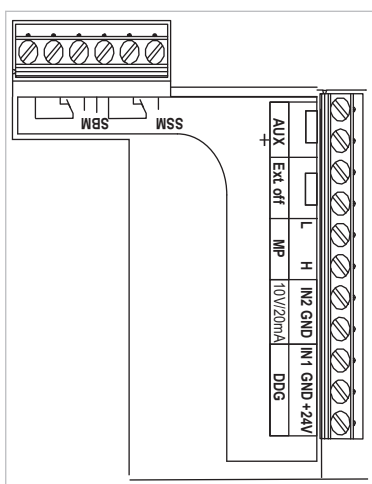 SBM
SSM
AUX
+
Ext. off
MP
L H
10V/20mA
IN2 GND
DDG
IN1 GND +24V